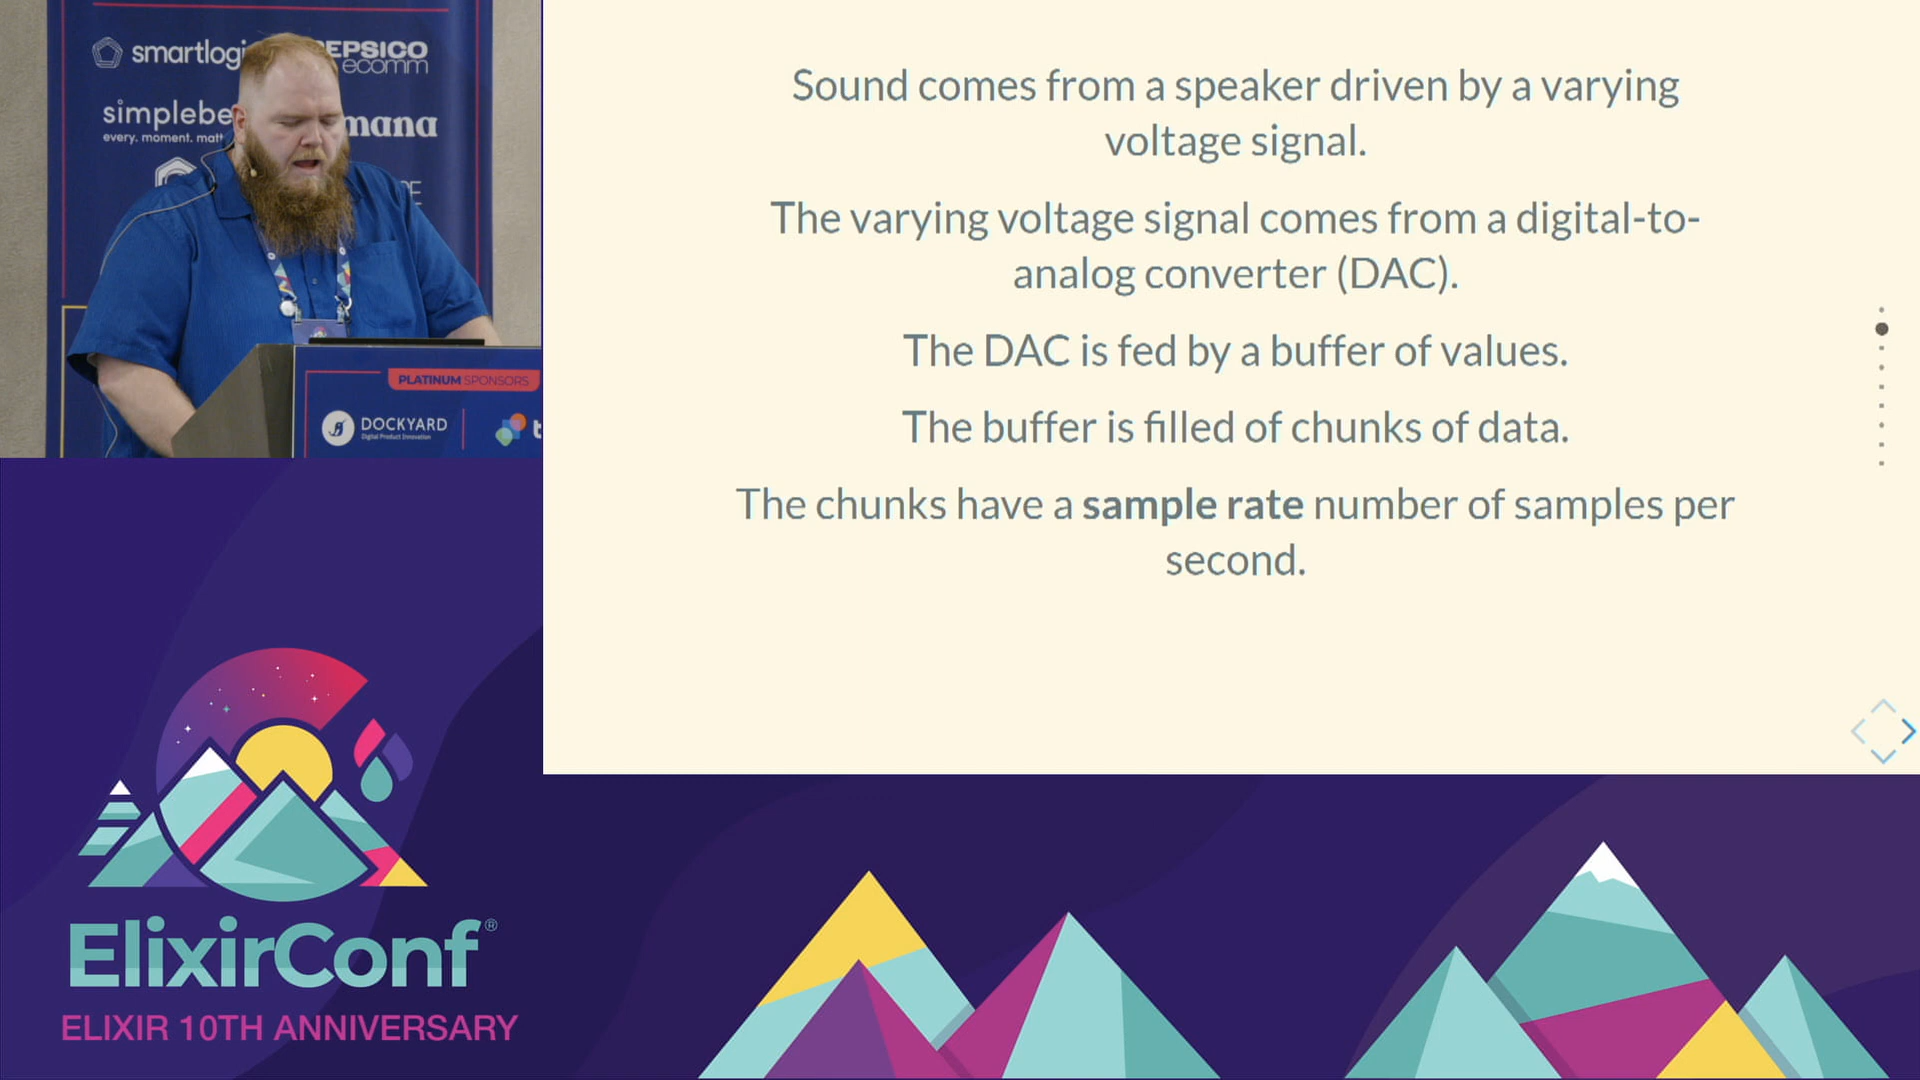 smartlogi
PEPSICO
ecomm
simplebe
every. moment. matt
mana
PLATINUM SPONSORS
DOCKYARD
Digital Product Innovation
t
Sound comes from a speaker driven by a varying
voltage signal.
The varying voltage signal comes from a digital-to-
analog converter (DAC).
The DAC is fed by a buffer of values.
The buffer is filled of chunks of data.
The chunks have a sample rate number of samples per
second.
ElixirConf®
ELIXIR 10TH ANNIVERSARY